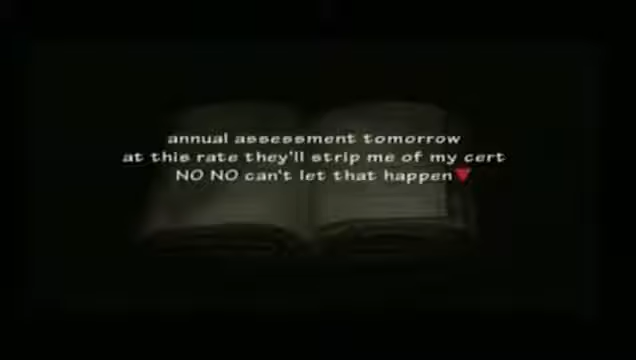 annual assessment tomorrow
at this rate they'll strip me of my cert
NO NO can't let that happen